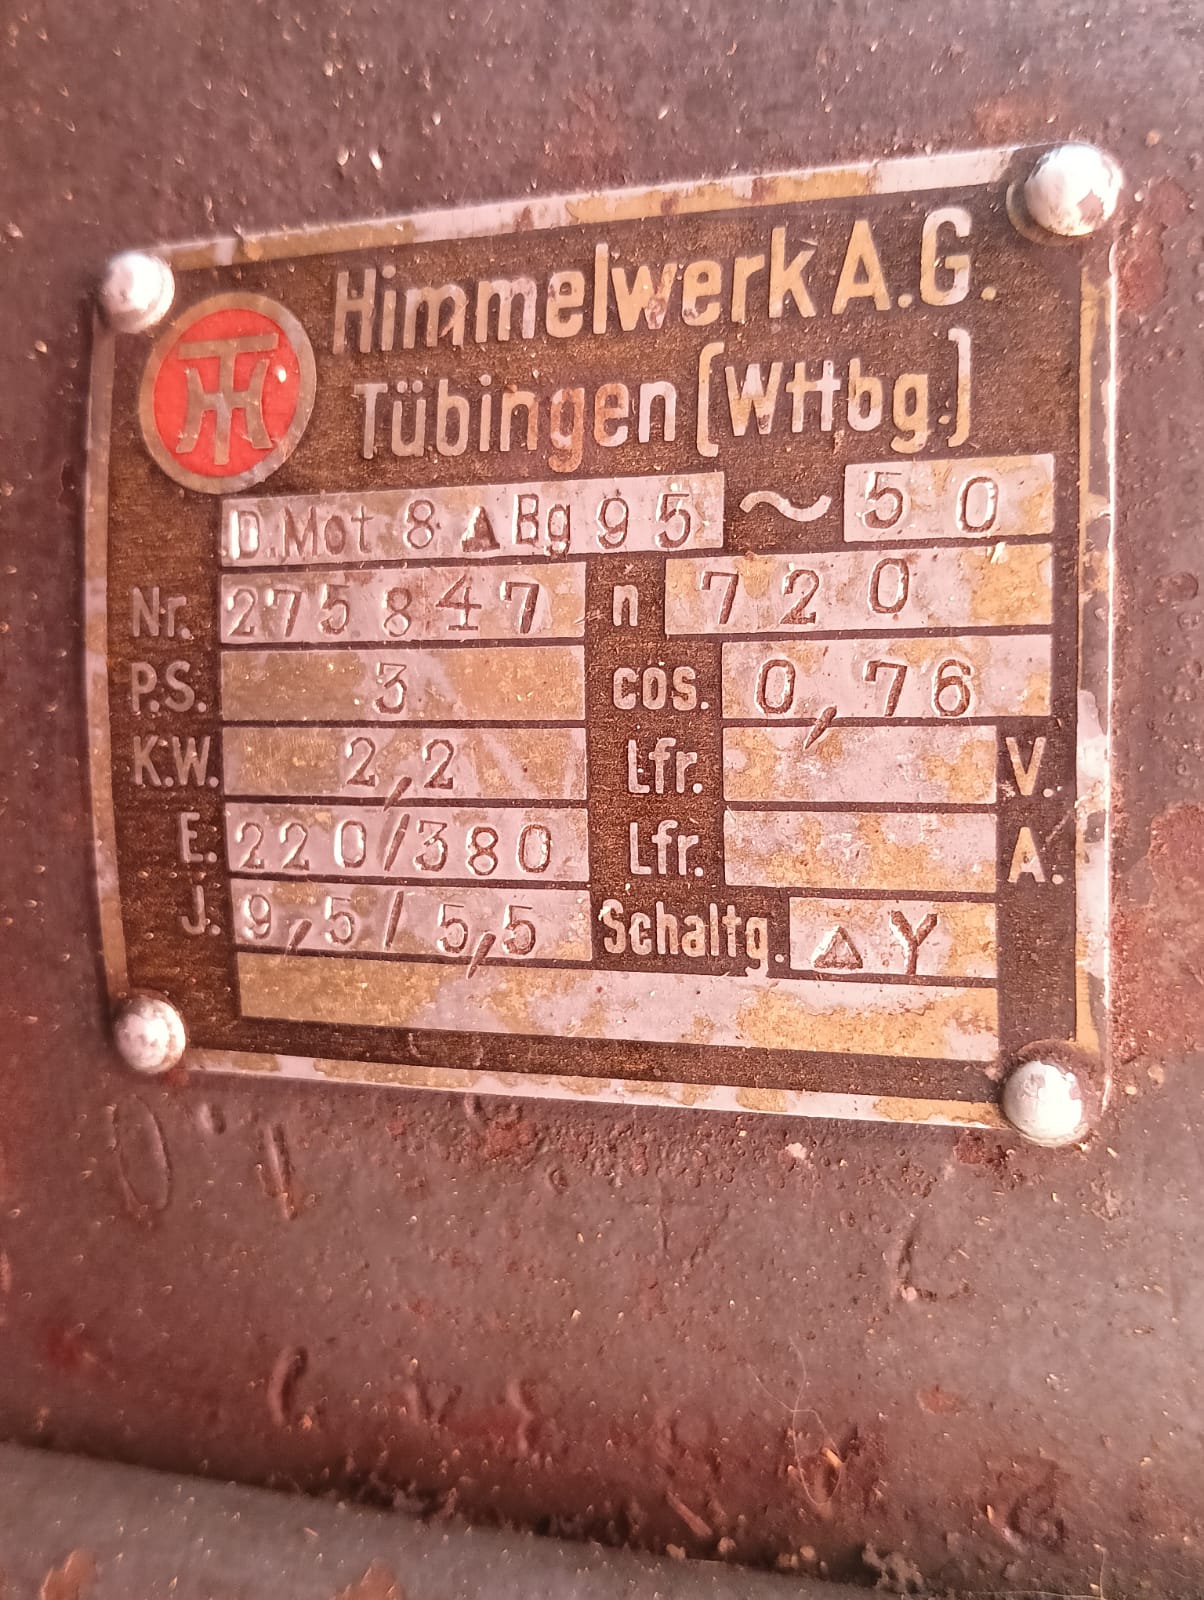 Himmelwerk A.G.
Tübingen (Wttbg.)
D.Mot 8 △ Bg 95 ~ 50
Nr. 275847 n 720
P.S. 3 cos. 0,76
K.W. 2,2 Lfr. V.
E. 220/380 Lfr. A.
J. 9,5/5,5 Schaltg. △ Y